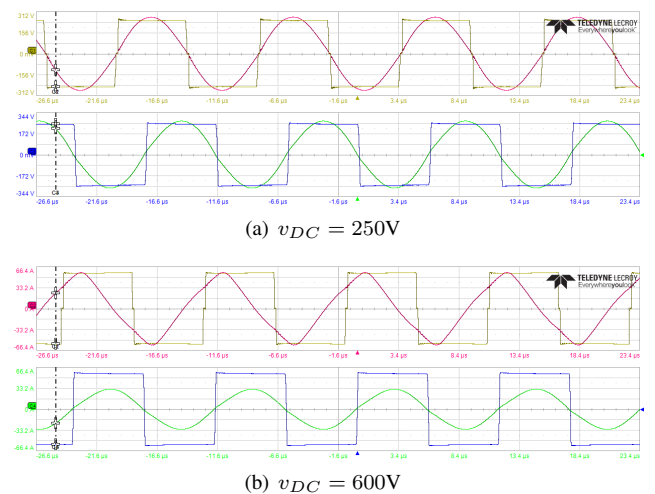 312 V
156 V
0 mV
-156 V
-312 V
TELEDYNE LECROY
Everywhereyoulook™
-26.6 µs -21.6 µs -16.6 µs -11.6 µs -6.6 µs -1.6 µs 3.4 µs 8.4 µs 13.4 µs 18.4 µs 23.4 µs
344 V
172 V
0 mV
-172 V
-344 V
-26.6 µs -21.6 µs -16.6 µs -11.6 µs -6.6 µs -1.6 µs 3.4 µs 8.4 µs 13.4 µs 18.4 µs 23.4 µs
(a) vDC = 250V
66.4 A
33.2 A
-33.2 A
-66.4 A
TELEDYNE LECROY
Everywhereyoulook™
-26.6 µs -21.6 µs -16.6 µs -11.6 µs -6.6 µs -1.6 µs 3.4 µs 8.4 µs 13.4 µs 18.4 µs 23.4 µs
66.4 A
33.2 A
-33.2 A
-66.4 A
-26.6 µs -21.6 µs -16.6 µs -11.6 µs -6.6 µs -1.6 µs 3.4 µs 8.4 µs 13.4 µs 18.4 µs 23.4 µs
(b) vDC = 600V